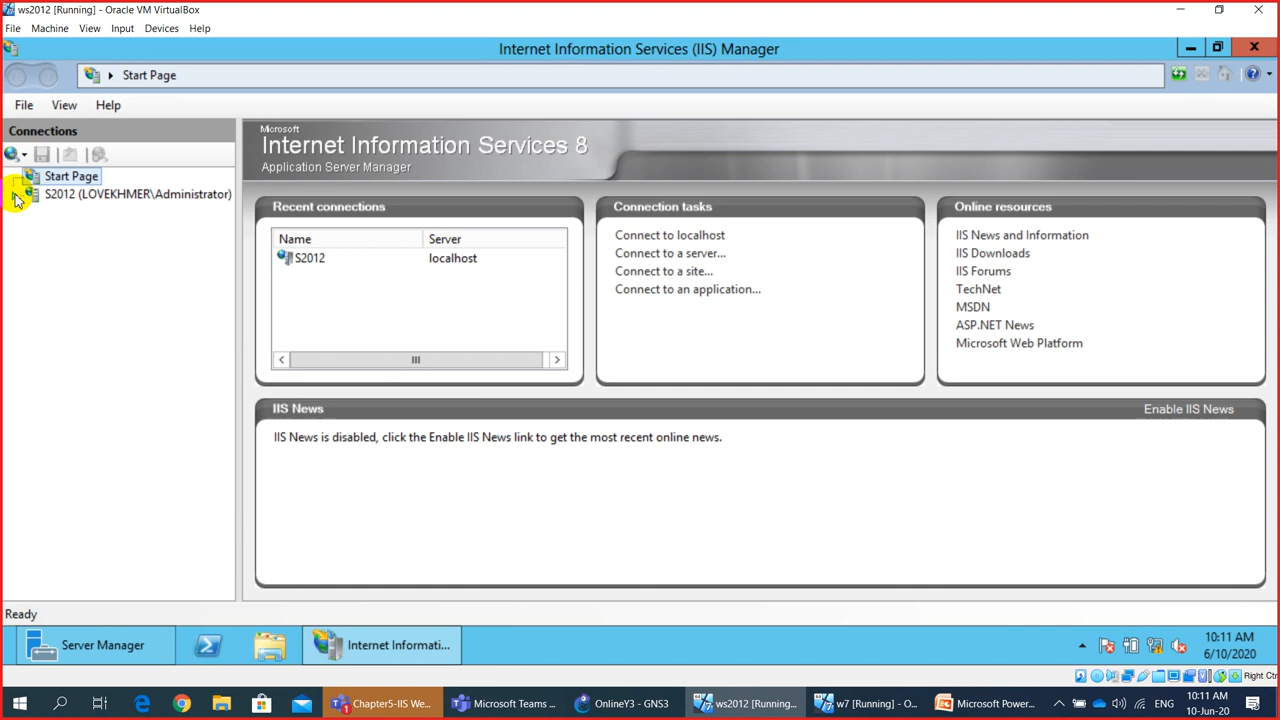 ws2012 [Running] - Oracle VM VirtualBox
File Machine View Input Devices Help
Internet Information Services (IIS) Manager
Start Page
File View Help
Connections
Start Page
S2012 (LOVEKHMER\Administrator)
Microsoft
Internet Information Services 8
Application Server Manager
Recent connections
Name Server
S2012 localhost
Connection tasks
Connect to localhost
Connect to a server...
Connect to a site...
Connect to an application...
Online resources
IIS News and Information
IIS Downloads
IIS Forums
TechNet
MSDN
ASP.NET News
Microsoft Web Platform
IIS News Enable IIS News
IIS News is disabled, click the Enable IIS News link to get the most recent online news.
Ready
Server Manager Internet Informati... 10:11 AM
6/10/2020
Right Ctr
Chapter5-IIS We... Microsoft Teams ... OnlineY3 - GNS3 ws2012 [Running... w7 [Running] - O... Microsoft Power... ENG 10:11 AM
10-Jun-20